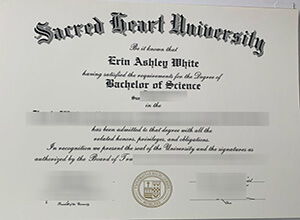 Sacred Heart University
Be it known that
Erin Ashley White
having satisfied the requirements for the Degree of
Bachelor of Science
in the
has been admitted to that degree with all the
related honors, privileges, and obligations.
In recognition we present the seal of the University and the signatures as
authorized by the Board of